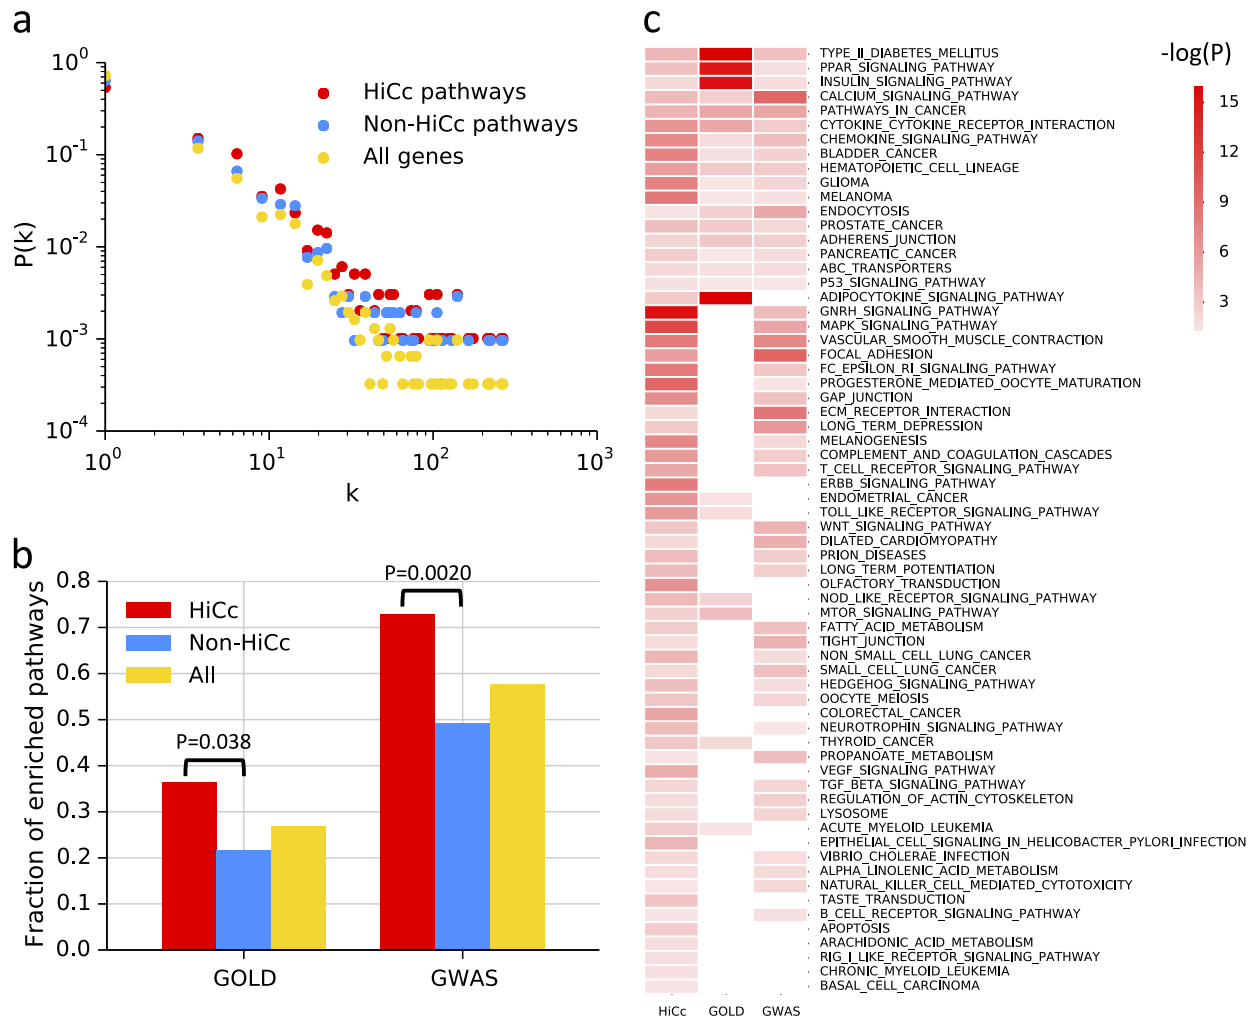 a
10^0
10^-1
10^-2
10^-3
10^-4
P(k)
10^0
10^1
10^2
10^3
k
HiCc pathways
Non-HiCc pathways
All genes
b
0.8
0.7
0.6
0.5
0.4
0.3
0.2
0.1
0.0
Fraction of enriched pathways
HiCc
Non-HiCc
All
P=0.038
P=0.0020
GOLD
GWAS
c
TYPE_II_DIABETES_MELLITUS
PPAR_SIGNALING_PATHWAY
INSULIN_SIGNALING_PATHWAY
CALCIUM_SIGNALING_PATHWAY
PATHWAYS_IN_CANCER
CYTOKINE_CYTOKINE_RECEPTOR_INTERACTION
CHEMOKINE_SIGNALING_PATHWAY
BLADDER_CANCER
HEMATOPOIETIC_CELL_LINEAGE
GLIOMA
MELANOMA
ENDOCYTOSIS
PROSTATE_CANCER
ADHERENS_JUNCTION
PANCREATIC_CANCER
ABC_TRANSPORTERS
P53_SIGNALING_PATHWAY
ADIPOCYTOKINE_SIGNALING_PATHWAY
GNRH_SIGNALING_PATHWAY
MAPK_SIGNALING_PATHWAY
VASCULAR_SMOOTH_MUSCLE_CONTRACTION
FOCAL_ADHESION
FC_EPSILON_RI_SIGNALING_PATHWAY
PROGESTERONE_MEDIATED_OOCYTE_MATURATION
GAP_JUNCTION
ECM_RECEPTOR_INTERACTION
LONG_TERM_DEPRESSION
MELANOGENESIS
COMPLEMENT_AND_COAGULATION_CASCADES
T_CELL_RECEPTOR_SIGNALING_PATHWAY
ERBB_SIGNALING_PATHWAY
ENDOMETRIAL_CANCER
TOLL_LIKE_RECEPTOR_SIGNALING_PATHWAY
WNT_SIGNALING_PATHWAY
DILATED_CARDIOMYOPATHY
PRION_DISEASES
LONG_TERM_POTENTIATION
OLFACTORY_TRANSDUCTION
NOD_LIKE_RECEPTOR_SIGNALING_PATHWAY
MTOR_SIGNALING_PATHWAY
FATTY_ACID_METABOLISM
TIGHT_JUNCTION
NON_SMALL_CELL_LUNG_CANCER
SMALL_CELL_LUNG_CANCER
HEDGEHOG_SIGNALING_PATHWAY
OOCYTE_MEIOSIS
COLORECTAL_CANCER
NEUROTROPHIN_SIGNALING_PATHWAY
THYROID_CANCER
PROPANOATE_METABOLISM
VEGF_SIGNALING_PATHWAY
TGF_BETA_SIGNALING_PATHWAY
REGULATION_OF_ACTIN_CYTOSKELETON
LYSOSOME
ACUTE_MYELOID_LEUKEMIA
EPITHELIAL_CELL_SIGNALING_IN_HELICOBACTER_PYLORI_INFECTION
VIBRIO_CHOLERAE_INFECTION
ALPHA_LINOLENIC_ACID_METABOLISM
NATURAL_KILLER_CELL_MEDIATED_CYTOTOXICITY
TASTE_TRANSDUCTION
B_CELL_RECEPTOR_SIGNALING_PATHWAY
APOPTOSIS
ARACHIDONIC_ACID_METABOLISM
RIG_I_LIKE_RECEPTOR_SIGNALING_PATHWAY
CHRONIC_MYELOID_LEUKEMIA
BASAL_CELL_CARCINOMA
HiCc
GOLD
GWAS
-log(P)
15
12
9
6
3